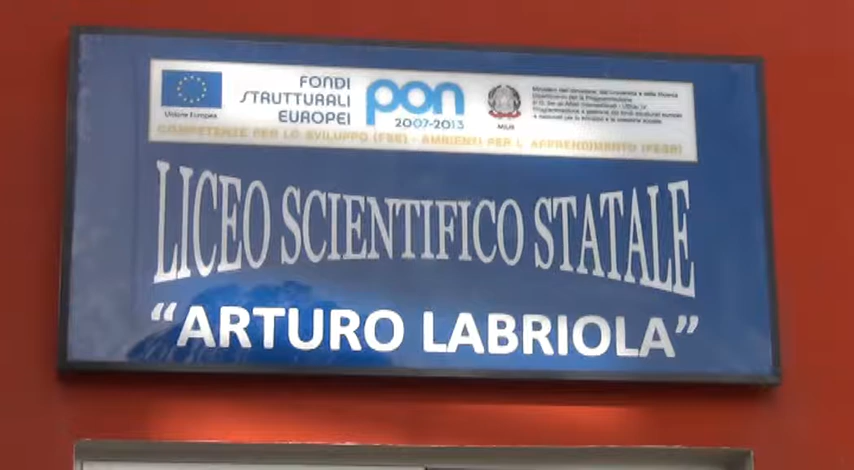 FONDI
STRUTTURALI
EUROPEI
pon
2007-2013
Unione Europea
MIUR
COMPETENZE PER LO SVILUPPO (FSE) - AMBIENTI PER L'APPRENDIMENTO (FESR)
LICEO SCIENTIFICO STATALE
“ARTURO LABRIOLA”